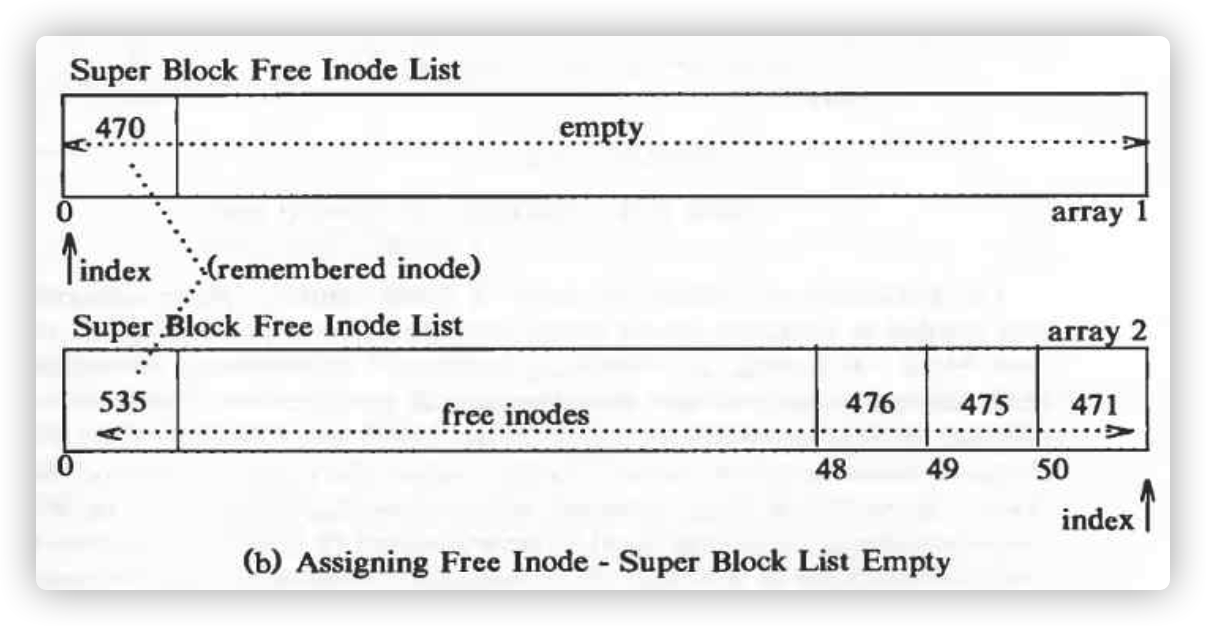 Super Block Free Inode List
470 empty
0 array 1
index (remembered inode)
Super Block Free Inode List array 2
535 free inodes 476 475 471
0 48 49 50
index
(b) Assigning Free Inode - Super Block List Empty